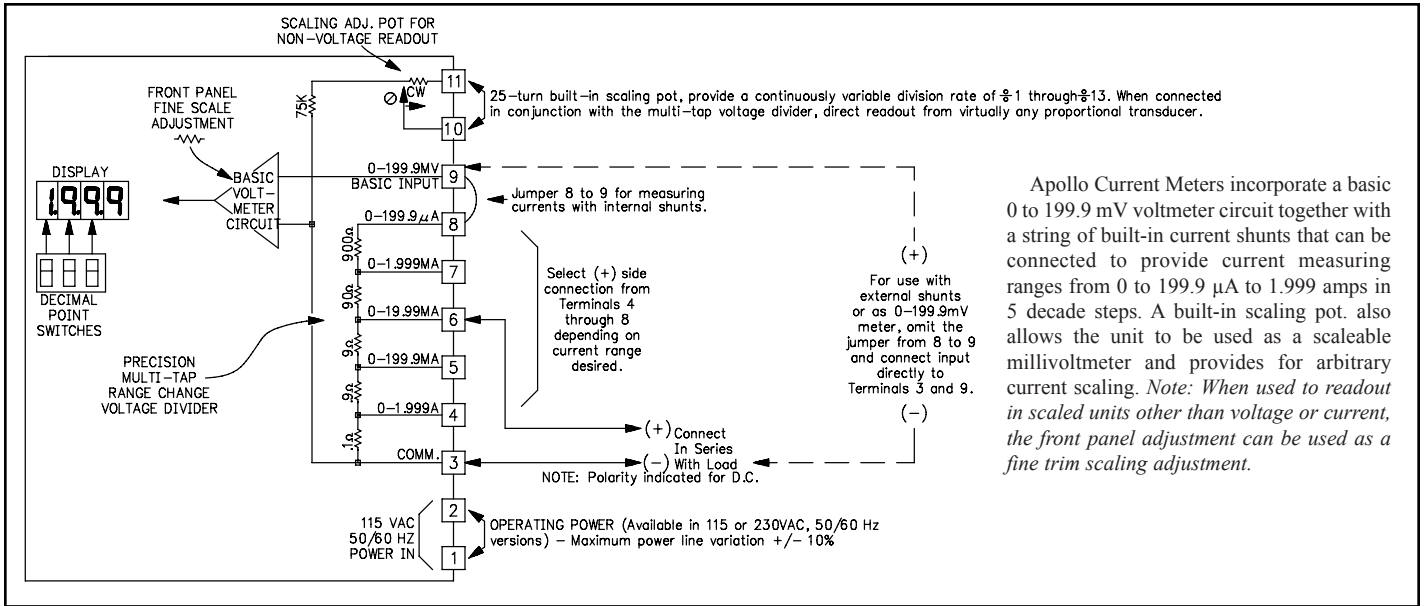 SCALING ADJ. POT FOR
NON-VOLTAGE READOUT
FRONT PANEL
FINE SCALE
ADJUSTMENT
75K
CW
11
10
25-turn built-in scaling pot, provide a continuously variable division rate of ÷1 through÷13. When connected
in conjunction with the multi-tap voltage divider, direct readout from virtually any proportional transducer.
DISPLAY
1.9.9.9
BASIC
VOLT-
METER
CIRCUIT
DECIMAL
POINT
SWITCHES
PRECISION
MULTI-TAP
RANGE CHANGE
VOLTAGE DIVIDER
0-199.9MV
BASIC INPUT
9
Jumper 8 to 9 for measuring
currents with internal shunts.
0-199.9µA
8
900Ω
0-1.999MA
7
90Ω
0-19.99MA
6
9Ω
0-199.9MA
5
.9Ω
0-1.999A
4
.1Ω
COMM.
3
Select (+) side
connection from
Terminals 4
through 8
depending on
current range
desired.
(+)
For use with
external shunts
or as 0-199.9mV
meter, omit the
jumper from 8 to 9
and connect input
directly to
Terminals 3 and 9.
(-)
(+) Connect
In Series
(-) With Load
NOTE: Polarity indicated for D.C.
115 VAC
50/60 HZ
POWER IN
2
1
OPERATING POWER (Available in 115 or 230VAC, 50/60 Hz
versions) - Maximum power line variation +/- 10%
Apollo Current Meters incorporate a basic
0 to 199.9 mV voltmeter circuit together with
a string of built-in current shunts that can be
connected to provide current measuring
ranges from 0 to 199.9 µA to 1.999 amps in
5 decade steps. A built-in scaling pot. also
allows the unit to be used as a scaleable
millivoltmeter and provides for arbitrary
current scaling. Note: When used to readout
in scaled units other than voltage or current,
the front panel adjustment can be used as a
fine trim scaling adjustment.